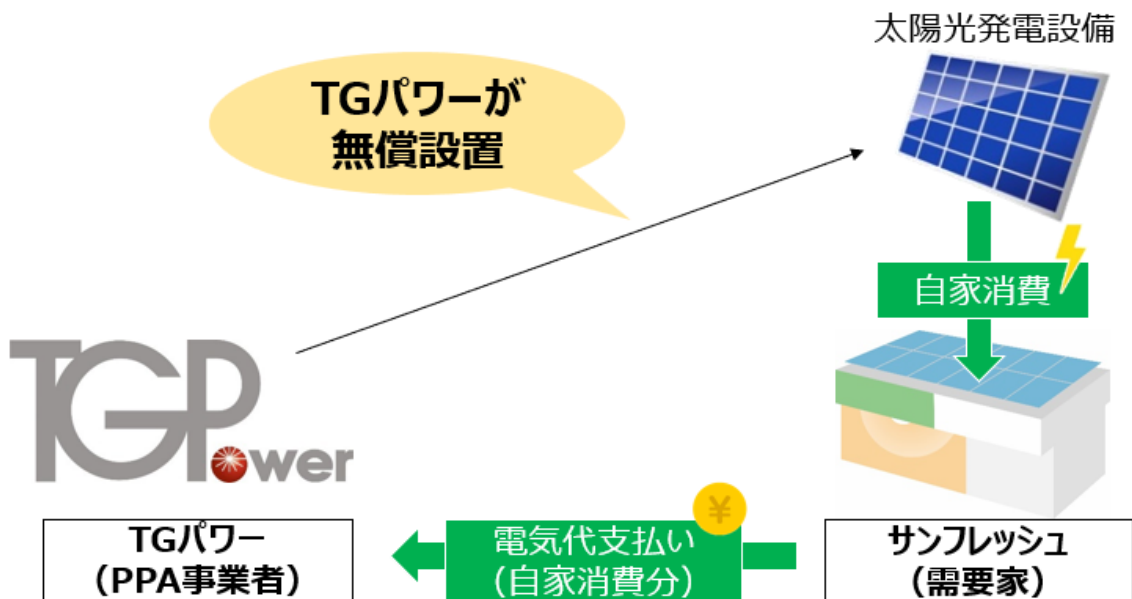 太陽光発電設備
TGパワーが
無償設置
自家消費
TGPower
¥
TGパワー
（PPA事業者）
電気代支払い
（自家消費分）
サンフレッシュ
（需要家）